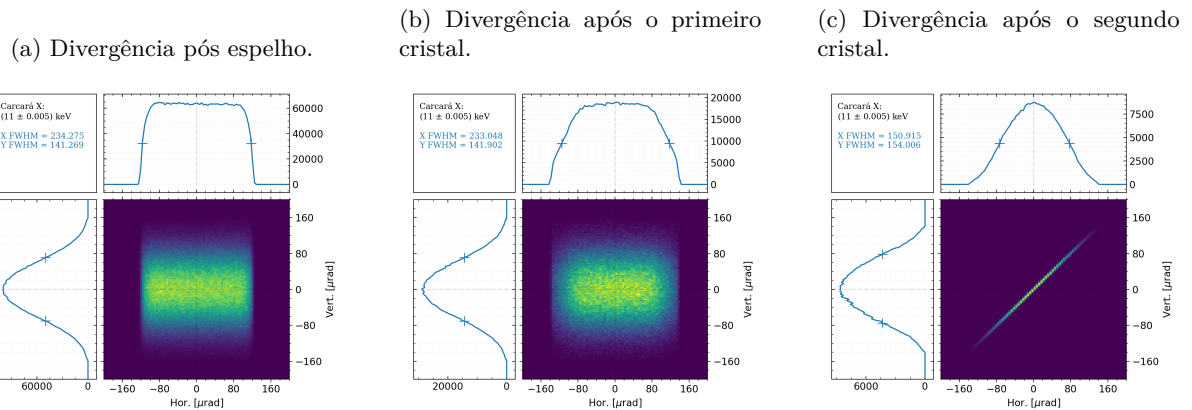 (a) Divergência pós espelho.
(b) Divergência após o primeiro
cristal.
(c) Divergência após o segundo
cristal.
Carcará X:
(11 ± 0.005) keV
X FWHM = 234.275
Y FWHM = 141.269
60000
40000
20000
0
160
80
0
−80
−160
Vert. [μrad]
60000
0
−160
−80
0
80
160
Hor. [μrad]
Carcará X:
(11 ± 0.005) keV
X FWHM = 233.048
Y FWHM = 141.902
20000
15000
10000
5000
0
160
80
0
−80
−160
Vert. [μrad]
20000
0
−160
−80
0
80
160
Hor. [μrad]
Carcará X:
(11 ± 0.005) keV
X FWHM = 150.915
Y FWHM = 154.006
7500
5000
2500
0
160
80
0
−80
−160
Vert. [μrad]
6000
0
−160
−80
0
80
160
Hor. [μrad]